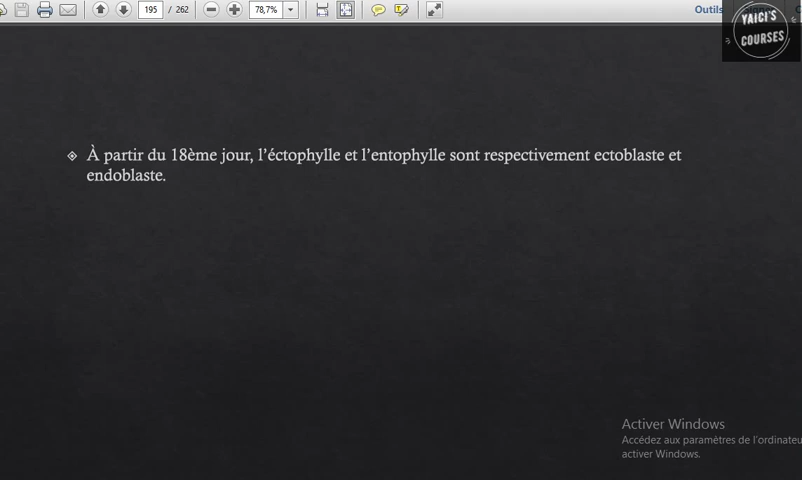 195 / 262
78,7%
Outils
YAICI'S
COURSES
À partir du 18ème jour, l'éctophylle et l'entophylle sont respectivement ectoblaste et
endoblaste.
Activer Windows
Accédez aux paramètres de l'ordinateu
activer Windows.